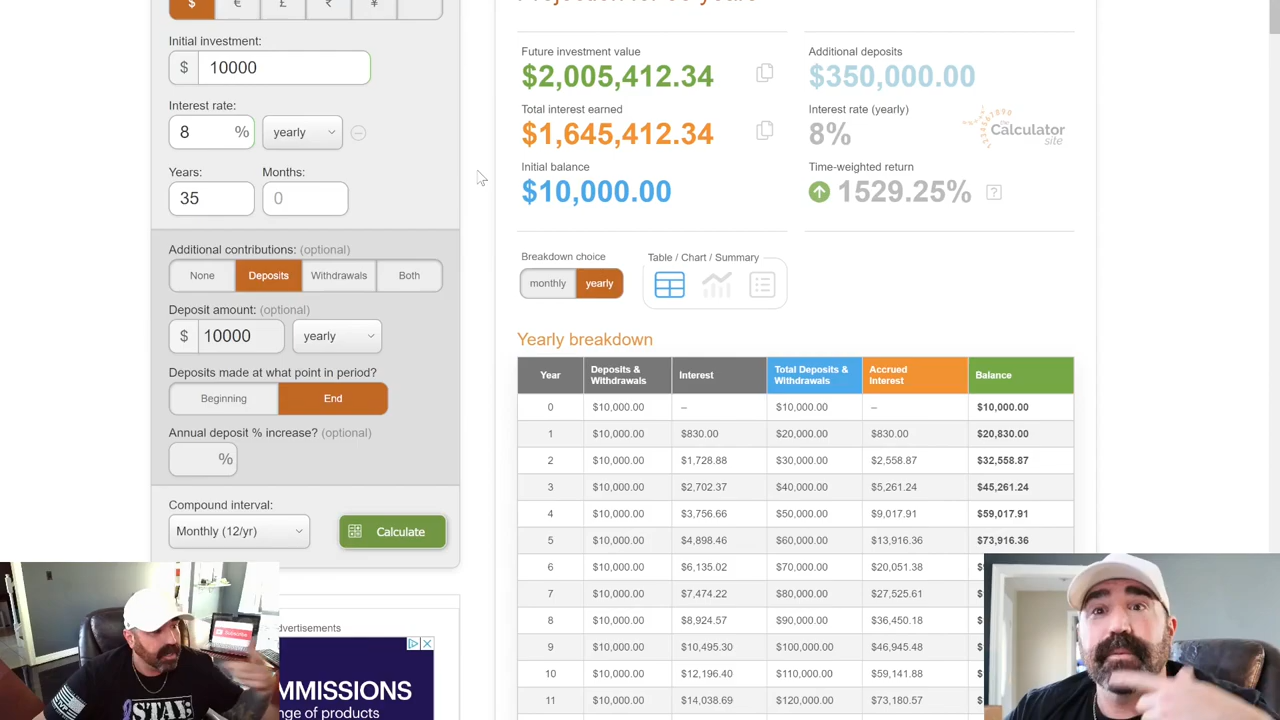 Projection for 35 years
$
€
£
₹
¥
Initial investment:
$ 10000
Interest rate:
8 % yearly
Years: Months:
35 0
Additional contributions: (optional)
None Deposits Withdrawals Both
Deposit amount: (optional)
$ 10000 yearly
Deposits made at what point in period?
Beginning End
Annual deposit % increase? (optional)
%
Compound interval:
Monthly (12/yr) Calculate
dvertisements
MMISSIONS
nge of products
Subscribe
STAY
Future investment value
$2,005,412.34
Total interest earned
$1,645,412.34
Initial balance
$10,000.00
Additional deposits
$350,000.00
Interest rate (yearly)
8%
the
Calculator
site
Time-weighted return
1529.25% ?
Breakdown choice
monthly yearly
Table / Chart / Summary
Yearly breakdown
Year Deposits & Withdrawals Interest Total Deposits & Withdrawals Accrued Interest Balance
0 $10,000.00 – $10,000.00 – $10,000.00
1 $10,000.00 $830.00 $20,000.00 $830.00 $20,830.00
2 $10,000.00 $1,728.88 $30,000.00 $2,558.87 $32,558.87
3 $10,000.00 $2,702.37 $40,000.00 $5,261.24 $45,261.24
4 $10,000.00 $3,756.66 $50,000.00 $9,017.91 $59,017.91
5 $10,000.00 $4,898.46 $60,000.00 $13,916.36 $73,916.36
6 $10,000.00 $6,135.02 $70,000.00 $20,051.38
7 $10,000.00 $7,474.22 $80,000.00 $27,525.61
8 $10,000.00 $8,924.57 $90,000.00 $36,450.18
9 $10,000.00 $10,495.30 $100,000.00 $46,945.48
10 $10,000.00 $12,196.40 $110,000.00 $59,141.88
11 $10,000.00 $14,038.69 $120,000.00 $73,180.57